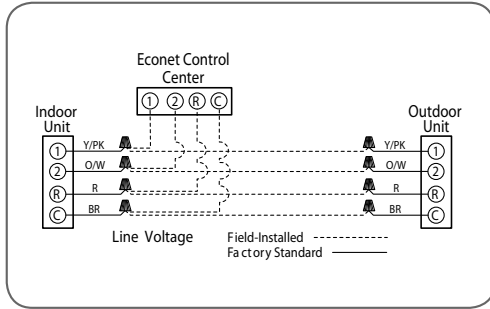 Econet Control
Center
1 2 R C
Indoor
Unit
Outdoor
Unit
1 Y/PK Y/PK 1
2 O/W O/W 2
R R R R
C BR BR C
Line Voltage
Field-Installed
Factory Standard